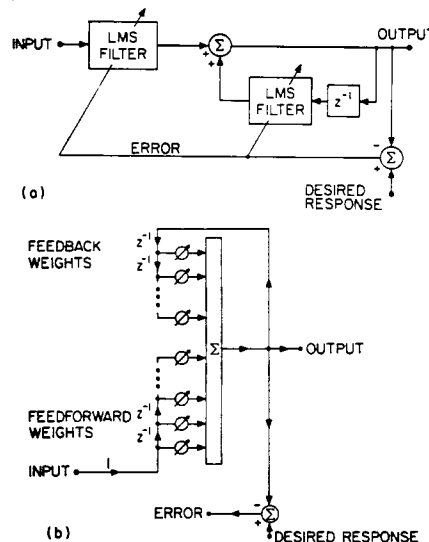 INPUT
LMS
FILTER
Σ
+
+
OUTPUT
LMS
FILTER
z⁻¹
ERROR
−
Σ
+
DESIRED
RESPONSE
(a)
FEEDBACK
WEIGHTS
z⁻¹
z⁻¹
Σ
OUTPUT
FEEDFORWARD
WEIGHTS
z⁻¹
z⁻¹
INPUT
1
ERROR
−
Σ
+
DESIRED RESPONSE
(b)